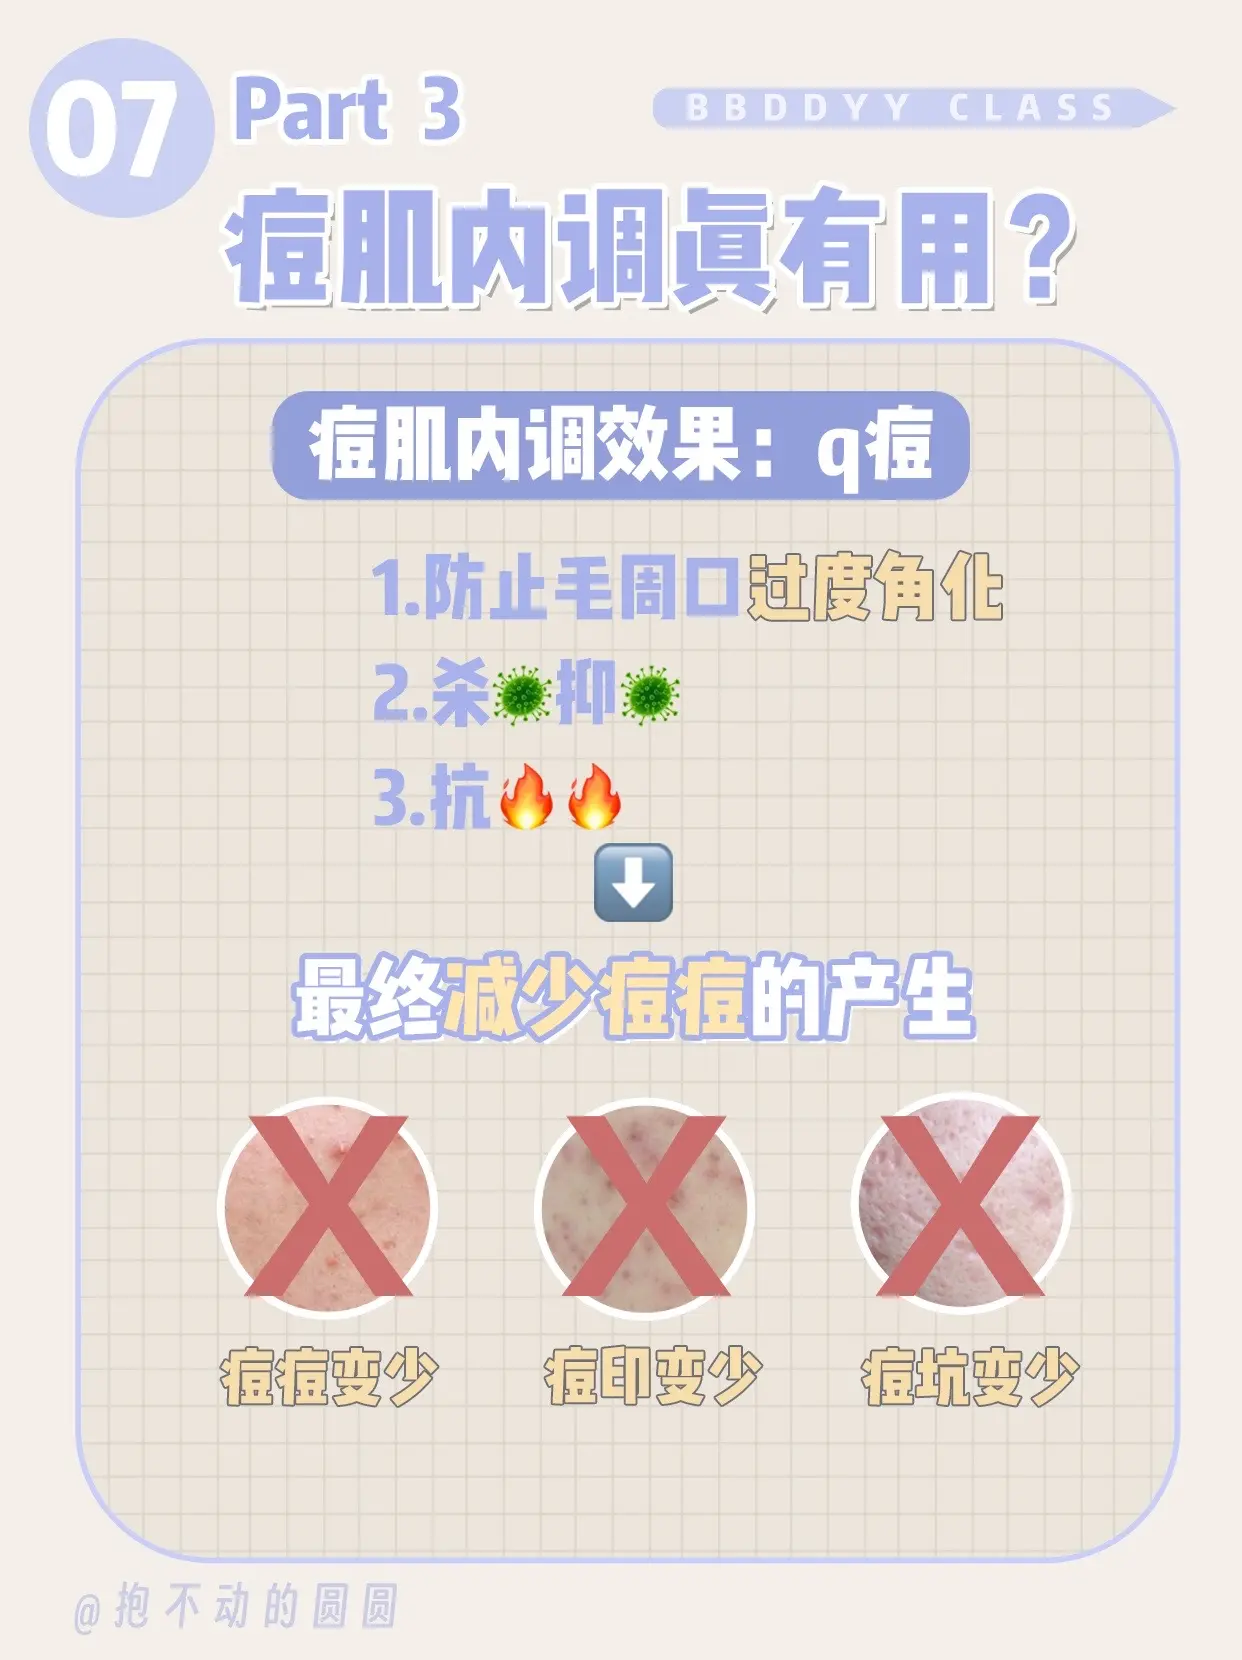 07
Part 3
BBDDYY CLASS
痘肌内调真有用？
痘肌内调效果：q痘
1.防止毛周口过度角化
2.杀🦠抑🦠
3.抗🔥🔥
⬇️
最终减少痘痘的产生
X X X
痘痘变少 痘印变少 痘坑变少
@抱不动的圆圆